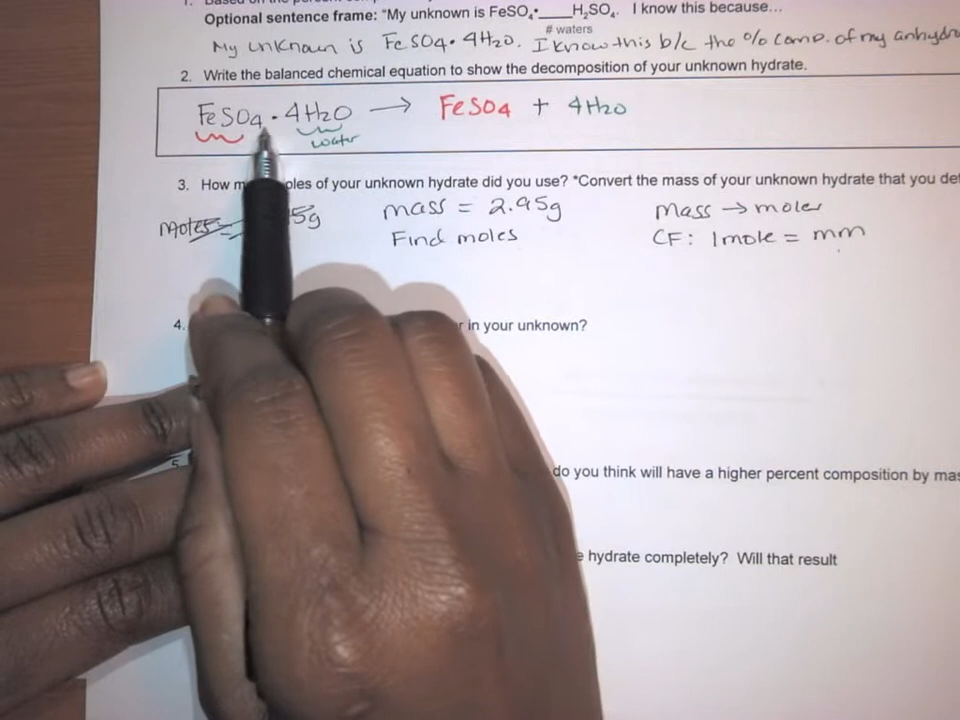 Optional sentence frame: "My unknown is FeSO₄•____H₂SO₄. I know this because...
# waters
My unknown is FeSO4 · 4H2O. I know this b/c the % comp. of my anhydr
2. Write the balanced chemical equation to show the decomposition of your unknown hydrate.
FeSO4 · 4H2O → FeSO4 + 4H2O
water
3. How m oles of your unknown hydrate did you use? *Convert the mass of your unknown hydrate that you de
moles = 5g mass = 2.95g Mass → moles
Find moles CF: 1mole = mm
4. r in your unknown?
5. do you think will have a higher percent composition by mas
e hydrate completely? Will that result